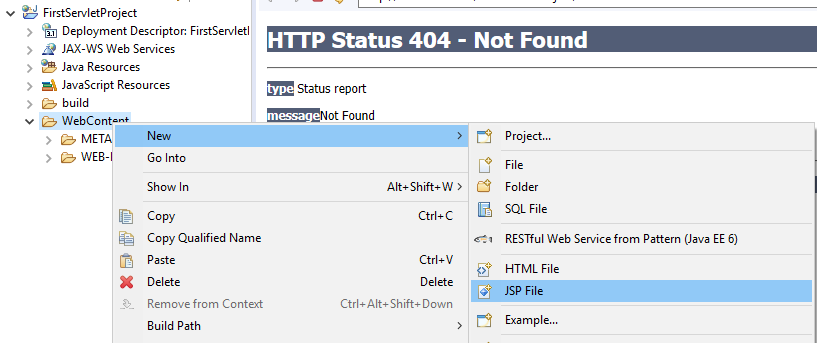 FirstServletProject
Deployment Descriptor: FirstServletI
JAX-WS Web Services
Java Resources
JavaScript Resources
build
WebContent
META
WEB-I
HTTP Status 404 - Not Found
type Status report
messageNot Found
New
Go Into
Show In Alt+Shift+W
Copy Ctrl+C
Copy Qualified Name
Paste Ctrl+V
Delete Delete
Remove from Context Ctrl+Alt+Shift+Down
Build Path
Project...
File
Folder
SQL File
RESTful Web Service from Pattern (Java EE 6)
HTML File
JSP File
Example...